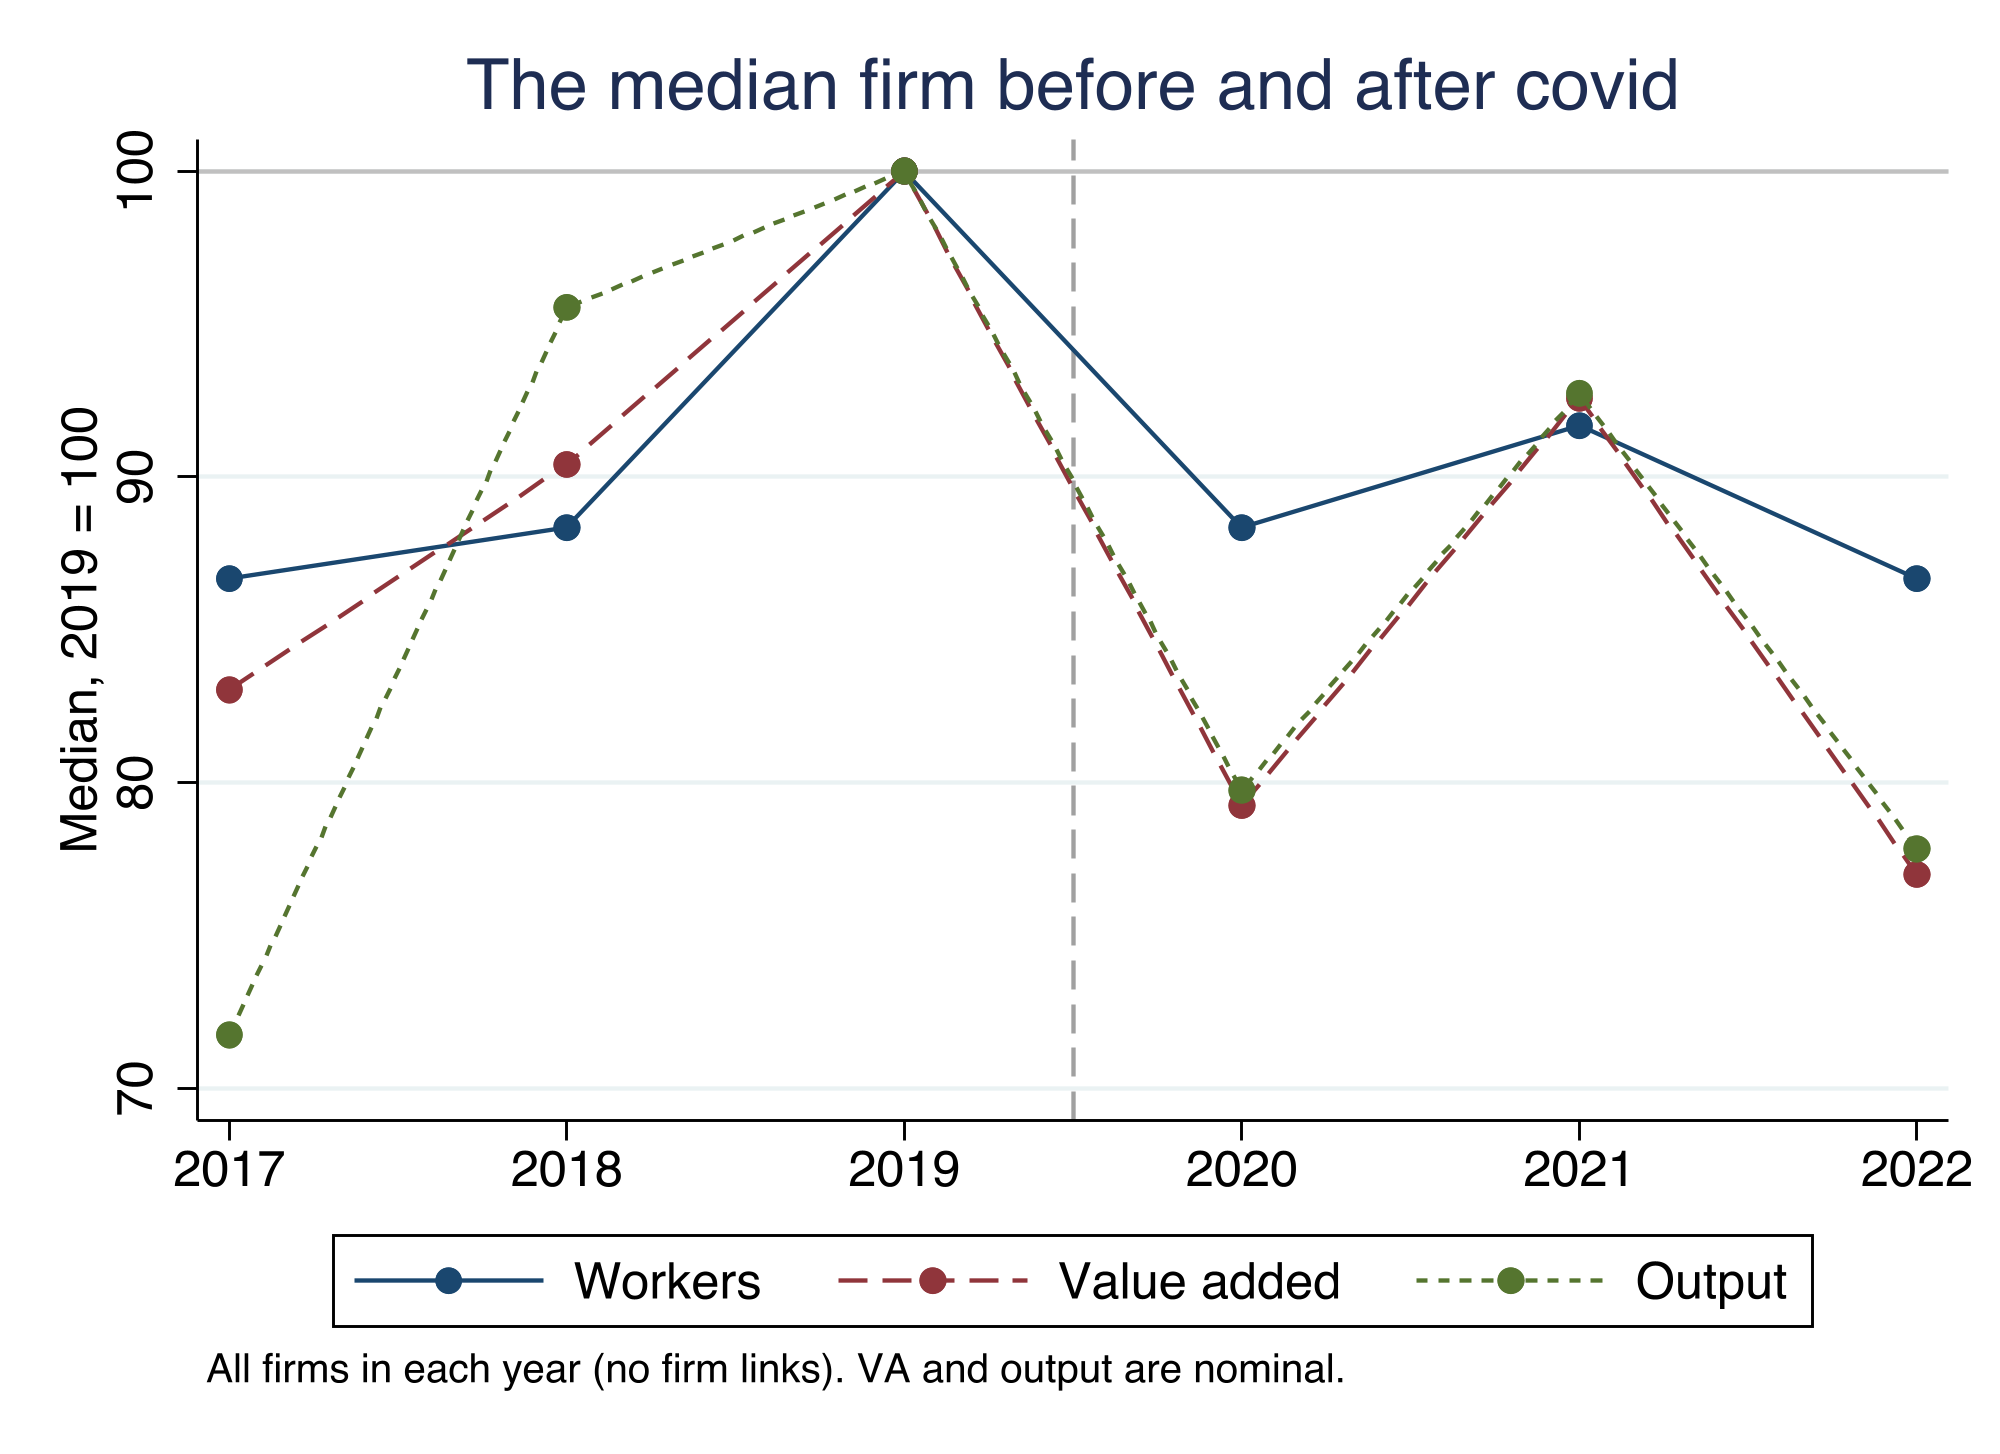 The median firm before and after covid
Median, 2019 = 100
100
90
80
70
2017 2018 2019 2020 2021 2022
Workers Value added Output
All firms in each year (no firm links). VA and output are nominal.